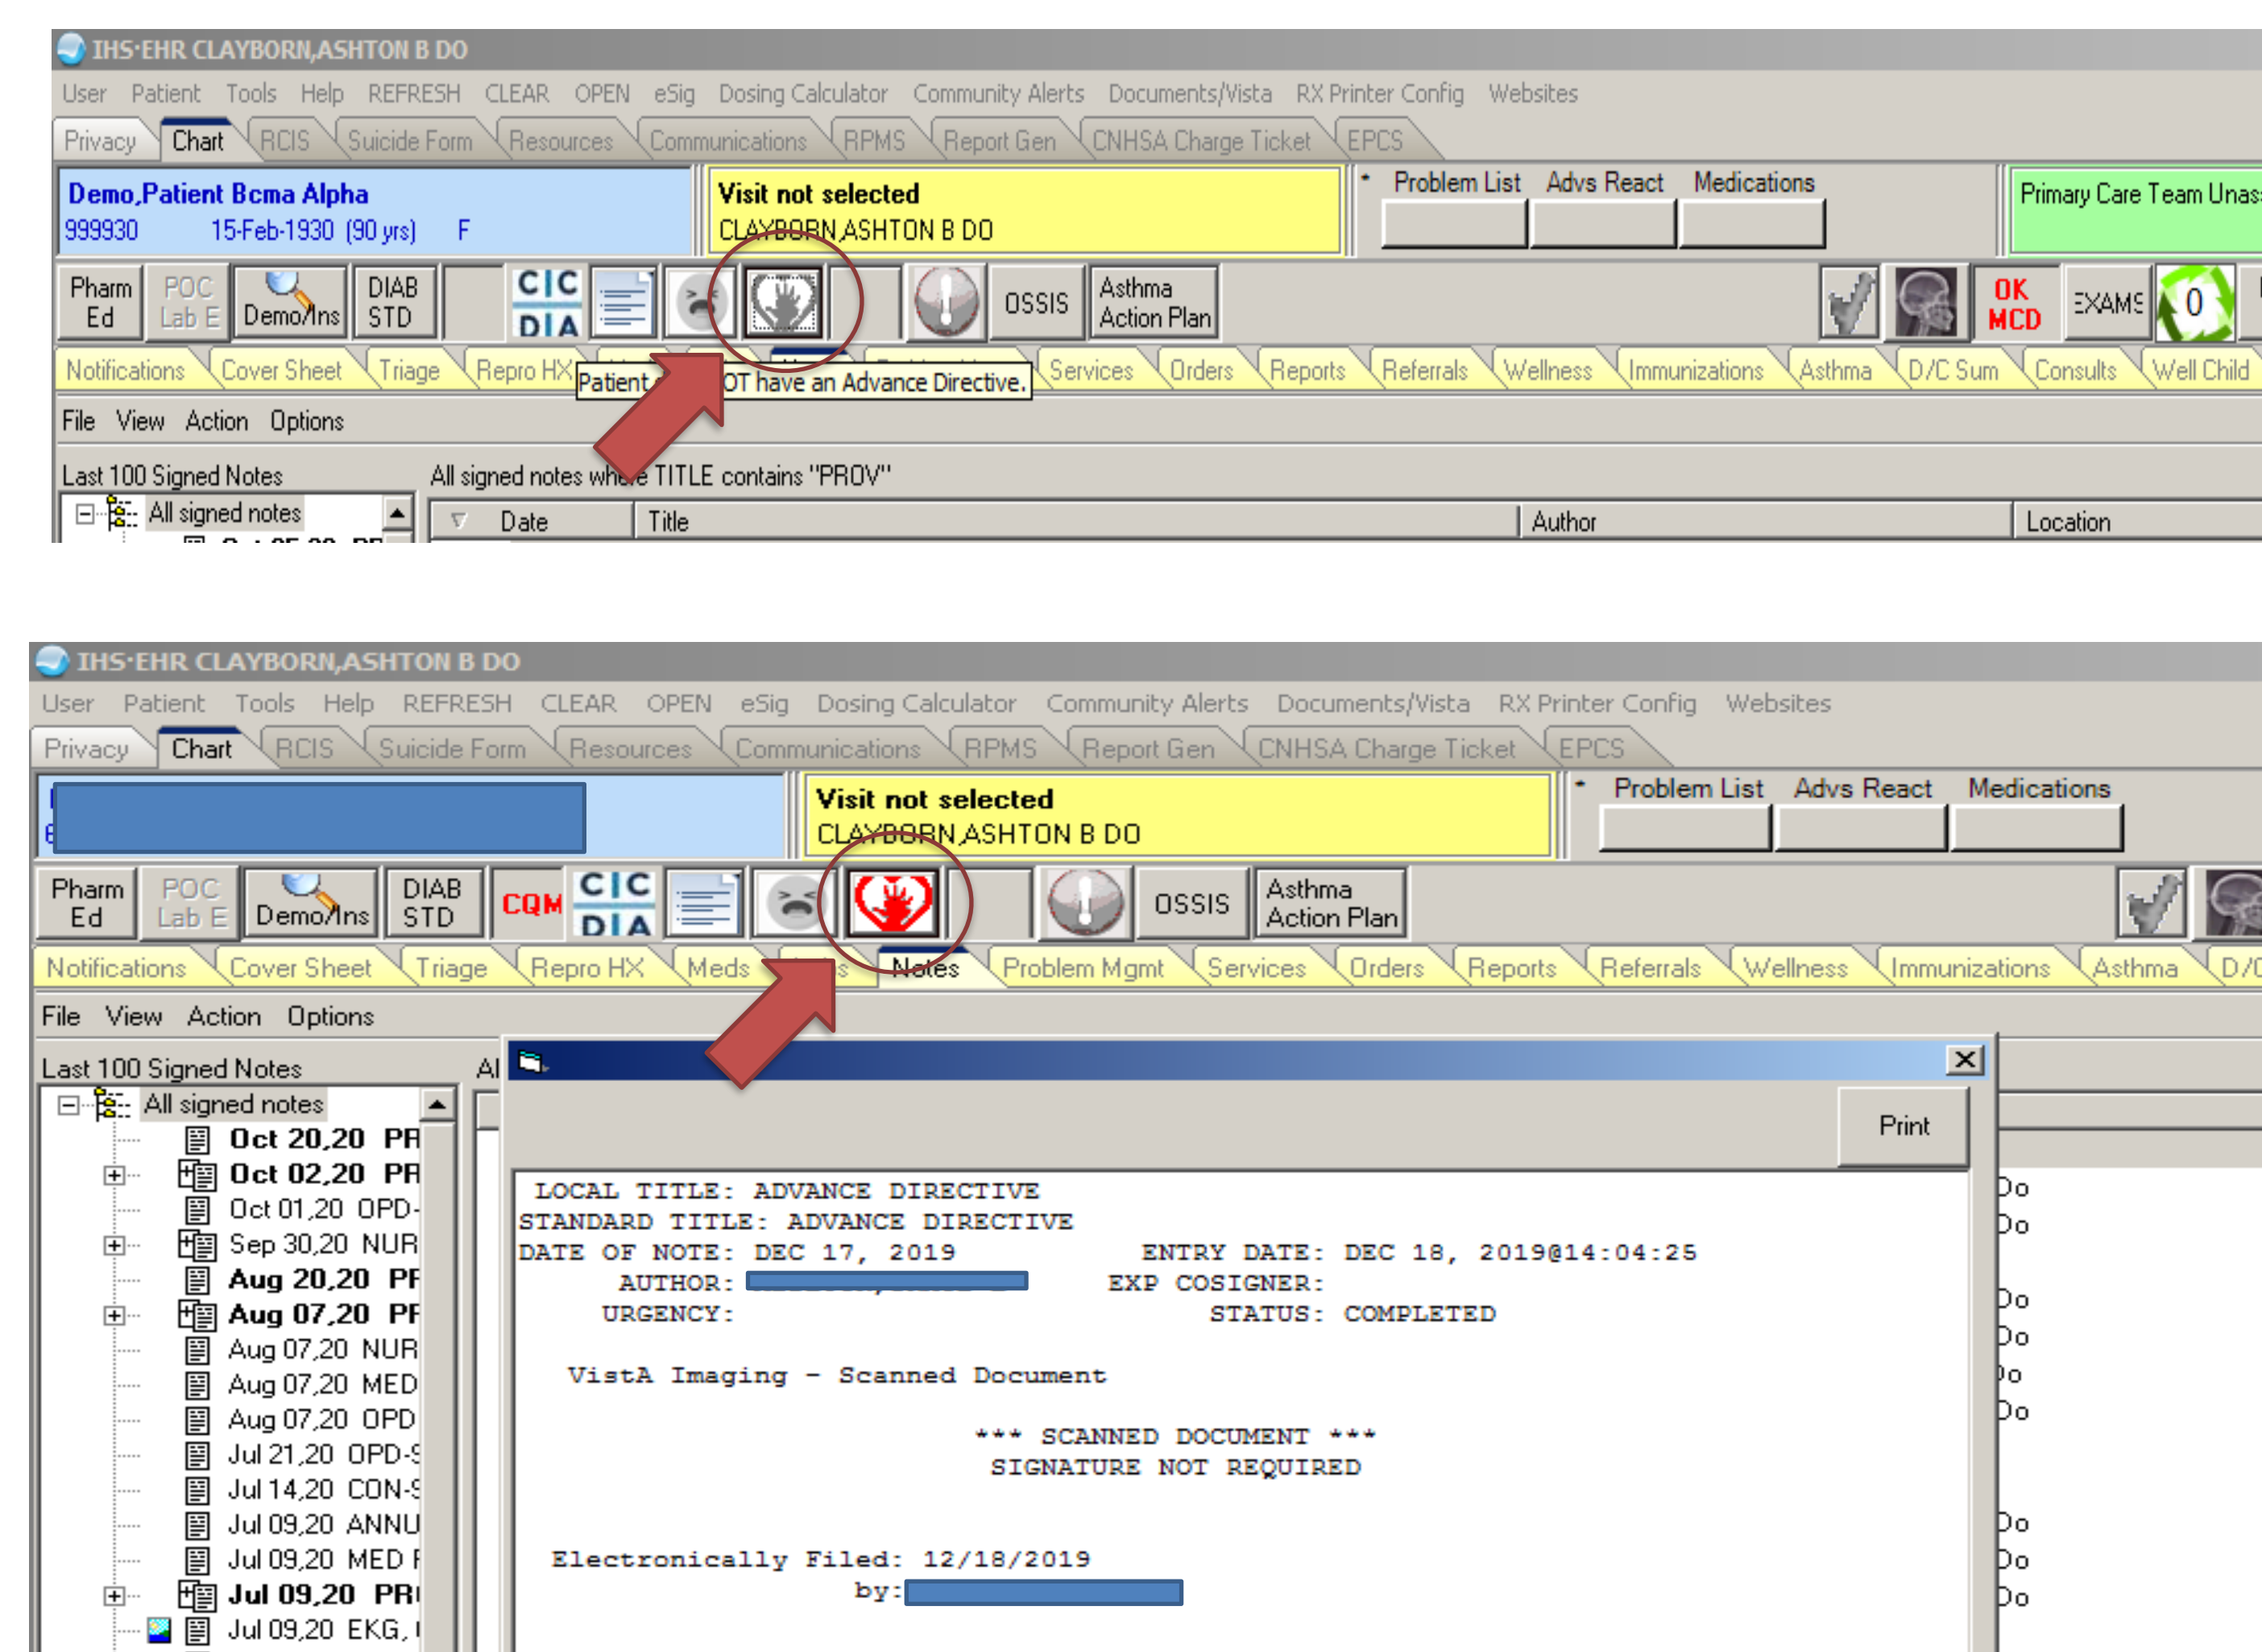 IHS·EHR CLAYBORN,ASHTON B DO
User Patient Tools Help REFRESH CLEAR OPEN eSig Dosing Calculator Community Alerts Documents/Vista RX Printer Config Websites
Privacy Chart RCIS Suicide Form Resources Communications RPMS Report Gen CNHSA Charge Ticket EPCS
Demo,Patient Bcma Alpha
999930 15-Feb-1930 (90 yrs) F
Visit not selected
CLAYBORN,ASHTON B DO
* Problem List Advs React Medications
Primary Care Team
Pharm Ed
POC Lab E
Demo/Ins
DIAB STD
CIC DIA
OSSIS
Asthma Action Plan
OK MCD
EXAMS
0
Notifications Cover Sheet Triage Repro HX Services Orders Reports Referrals Wellness Immunizations Asthma D/C Sum Consults Well Child
Patient OT have an Advance Directive.
File View Action Options
Last 100 Signed Notes
All signed notes where TITLE contains "PROV"
All signed notes
Date Title Author Location
IHS·EHR CLAYBORN,ASHTON B DO
User Patient Tools Help REFRESH CLEAR OPEN eSig Dosing Calculator Community Alerts Documents/Vista RX Printer Config Websites
Privacy Chart RCIS Suicide Form Resources Communications RPMS Report Gen CNHSA Charge Ticket EPCS
Visit not selected
CLAYBORN,ASHTON B DO
* Problem List Advs React Medications
Pharm Ed
POC Lab E
Demo/Ins
DIAB STD
CQM
CIC DIA
OSSIS
Asthma Action Plan
Notifications Cover Sheet Triage Repro HX Meds Notes Problem Mgmt Services Orders Reports Referrals Wellness Immunizations Asthma D/C
File View Action Options
Last 100 Signed Notes
All signed notes
Oct 20,20 PR
Oct 02,20 PR
Oct 01,20 OPD-
Sep 30,20 NUR
Aug 20,20 PR
Aug 07,20 PR
Aug 07,20 NUR
Aug 07,20 MED
Aug 07,20 OPD
Jul 21,20 OPD-S
Jul 14,20 CON-S
Jul 09,20 ANNU
Jul 09,20 MED
Jul 09,20 PR
Jul 09,20 EKG,
Print
LOCAL TITLE: ADVANCE DIRECTIVE
STANDARD TITLE: ADVANCE DIRECTIVE
DATE OF NOTE: DEC 17, 2019 ENTRY DATE: DEC 18, 2019@14:04:25
AUTHOR: EXP COSIGNER:
URGENCY: STATUS: COMPLETED
VistA Imaging - Scanned Document
*** SCANNED DOCUMENT ***
SIGNATURE NOT REQUIRED
Electronically Filed: 12/18/2019
by:
Do
Do
Do
Do
Do
Do
Do
Do
Do